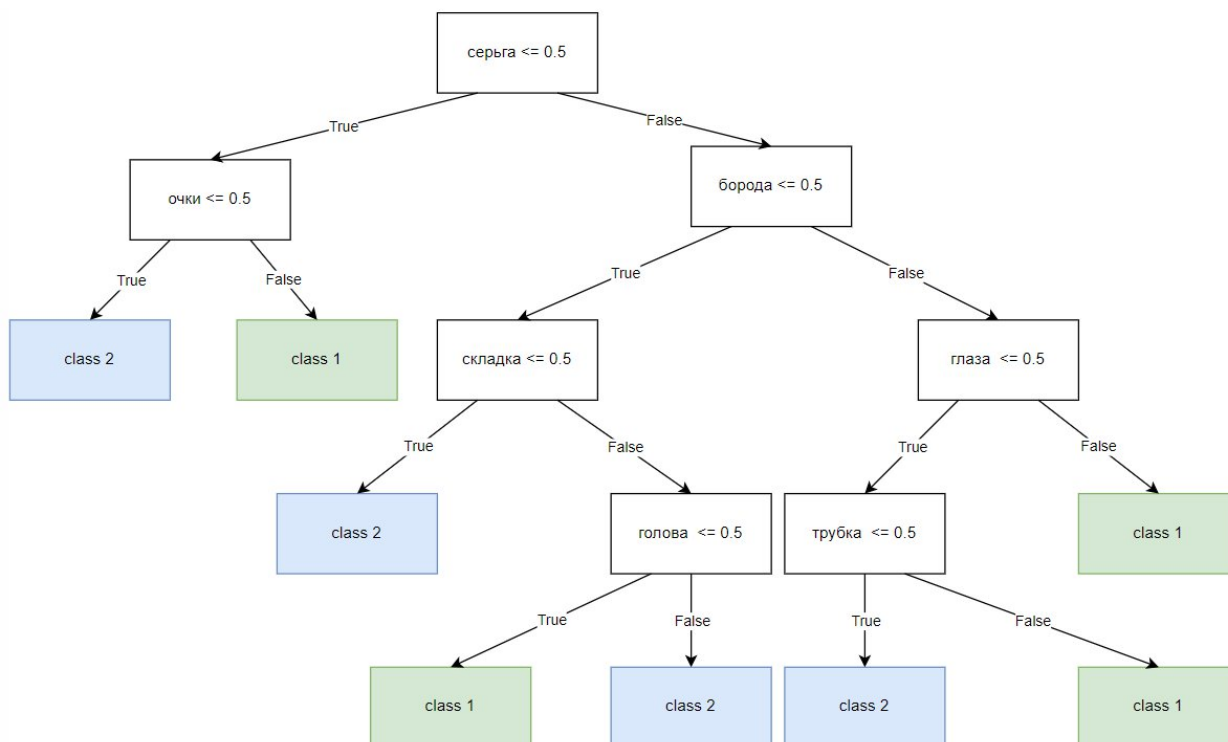 серьга <= 0.5
True
False
очки <= 0.5
борода <= 0.5
True
False
True
False
class 2
class 1
складка <= 0.5
глаза <= 0.5
True
False
True
False
class 2
голова <= 0.5
трубка <= 0.5
class 1
True
False
True
False
class 1
class 2
class 2
class 1